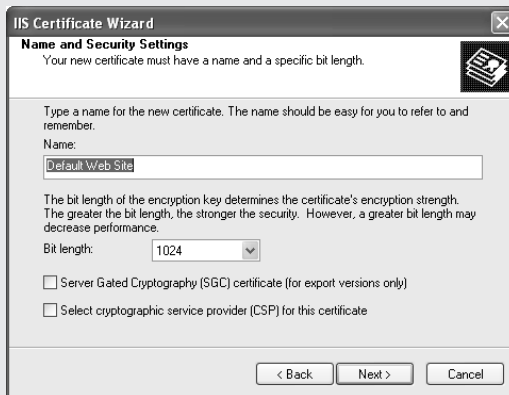 IIS Certificate Wizard
Name and Security Settings
Your new certificate must have a name and a specific bit length.
Type a name for the new certificate. The name should be easy for you to refer to and
remember.
Name:
Default Web Site
The bit length of the encryption key determines the certificate's encryption strength.
The greater the bit length, the stronger the security. However, a greater bit length may
decrease performance.
Bit length:
1024
Server Gated Cryptography (SGC) certificate (for export versions only)
Select cryptographic service provider (CSP) for this certificate
< Back
Next >
Cancel